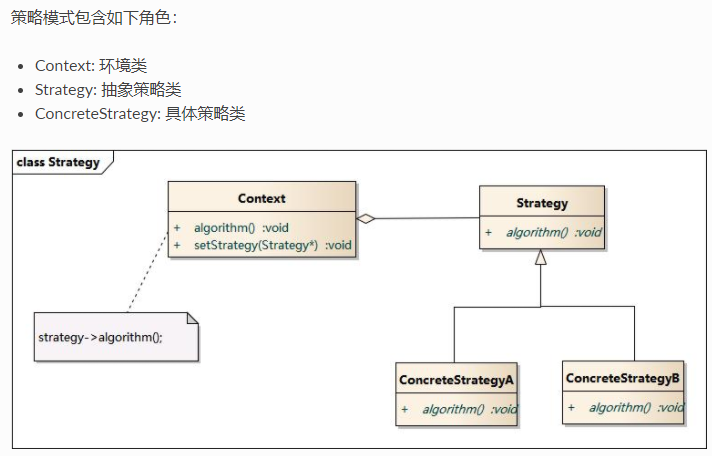 策略模式包含如下角色：
Context: 环境类
Strategy: 抽象策略类
ConcreteStrategy: 具体策略类
class Strategy
Context
+ algorithm() :void
+ setStrategy(Strategy*) :void
Strategy
+ algorithm() :void
strategy->algorithm();
ConcreteStrategyA
+ algorithm() :void
ConcreteStrategyB
+ algorithm() :void